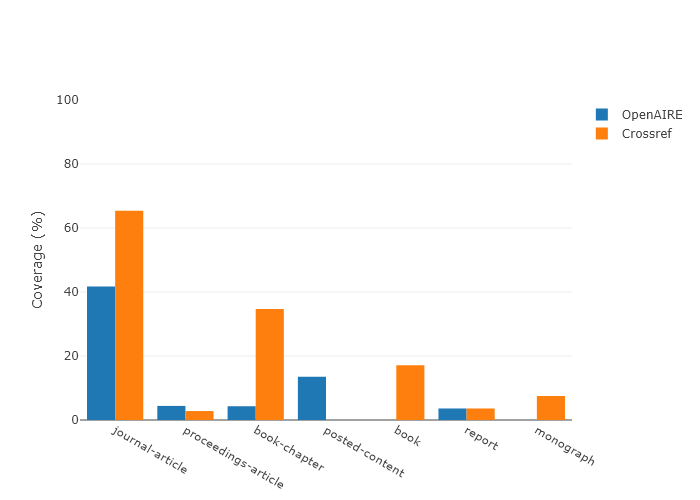 100
80
60
40
20
0
Coverage (%)
OpenAIRE
Crossref
journal-article
proceedings-article
book-chapter
posted-content
book
report
monograph